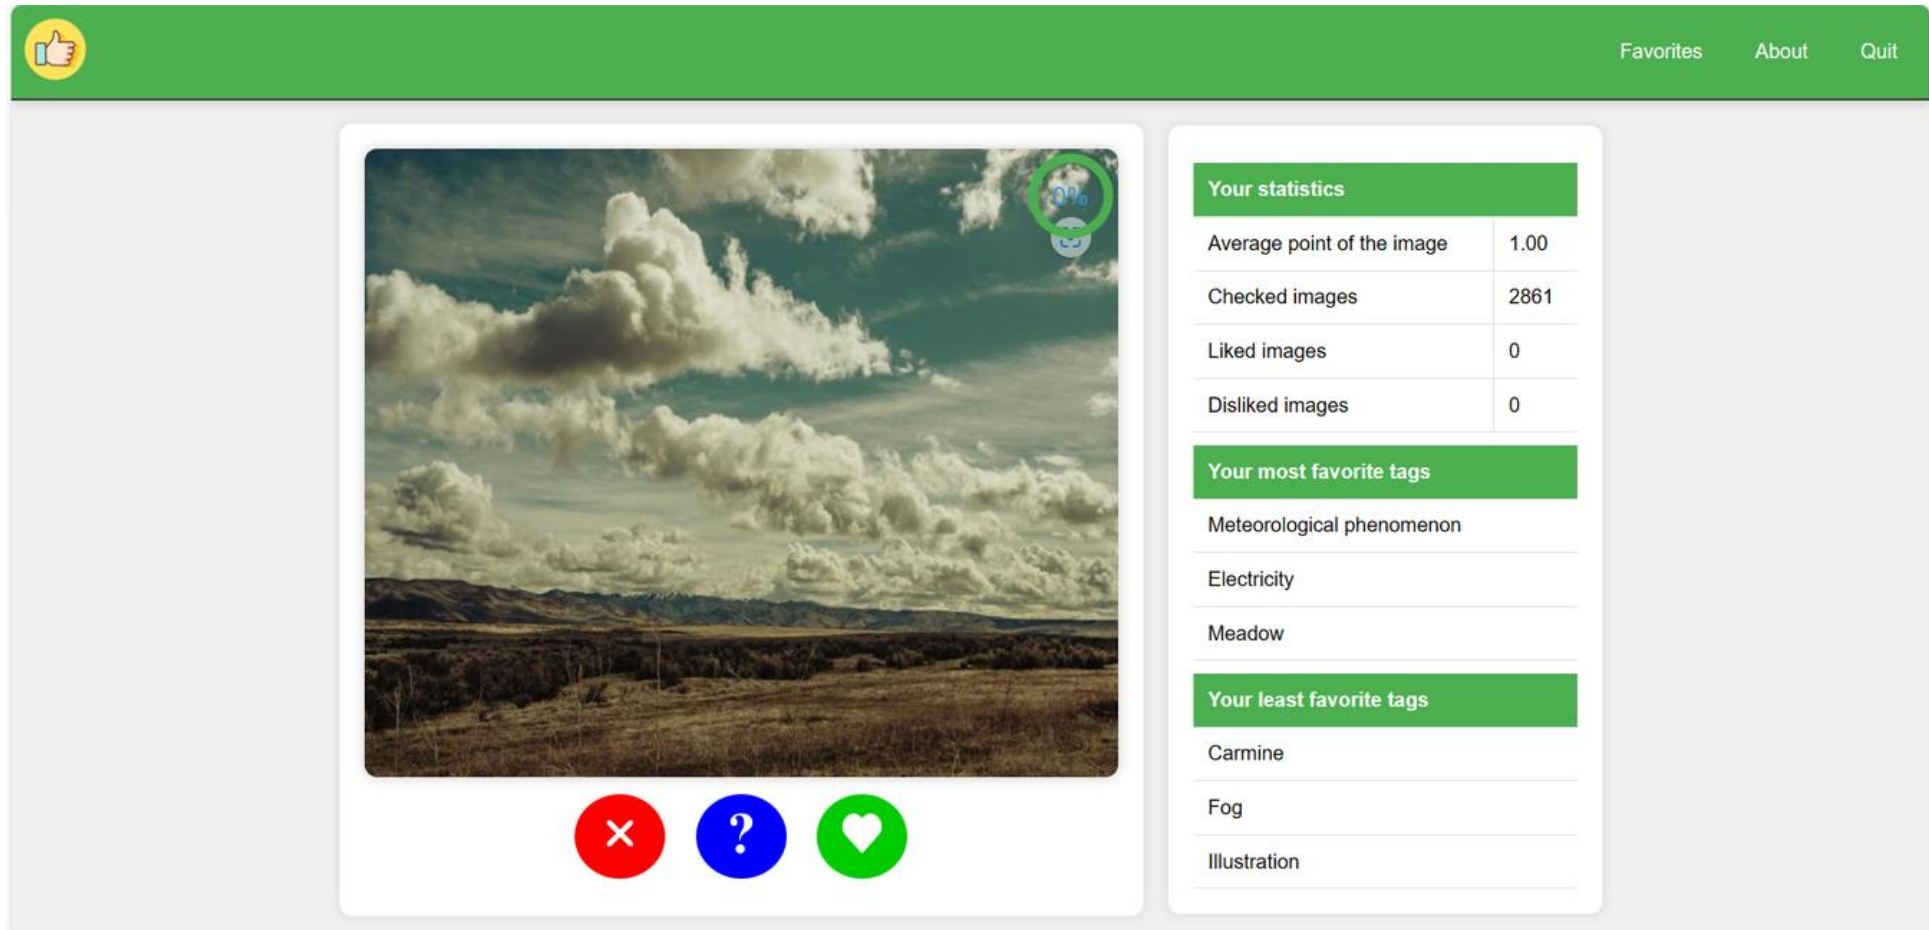 Favorites About Quit
0%
?
Your statistics
Average point of the image 1.00
Checked images 2861
Liked images 0
Disliked images 0
Your most favorite tags
Meteorological phenomenon
Electricity
Meadow
Your least favorite tags
Carmine
Fog
Illustration